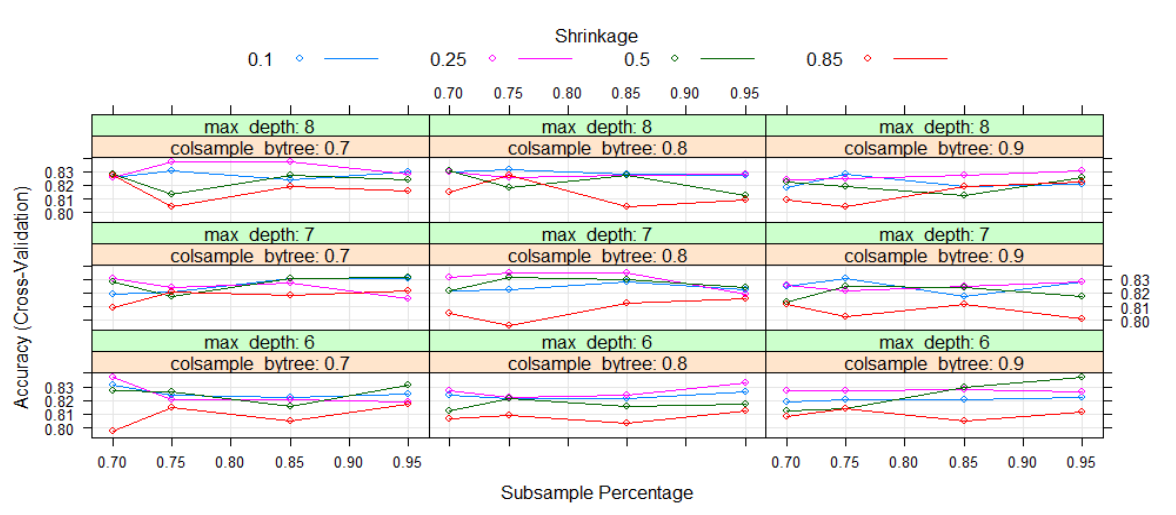 Shrinkage
0.1 0.25 0.5 0.85
0.70 0.75 0.80 0.85 0.90 0.95
max_depth: 8 max_depth: 8 max_depth: 8
colsample_bytree: 0.7 colsample_bytree: 0.8 colsample_bytree: 0.9
0.83
0.82
0.81
0.80
max_depth: 7 max_depth: 7 max_depth: 7
colsample_bytree: 0.7 colsample_bytree: 0.8 colsample_bytree: 0.9
0.83
0.82
0.81
0.80
max_depth: 6 max_depth: 6 max_depth: 6
colsample_bytree: 0.7 colsample_bytree: 0.8 colsample_bytree: 0.9
0.83
0.82
0.81
0.80
Accuracy (Cross-Validation)
0.70 0.75 0.80 0.85 0.90 0.95 0.70 0.75 0.80 0.85 0.90 0.95
Subsample Percentage